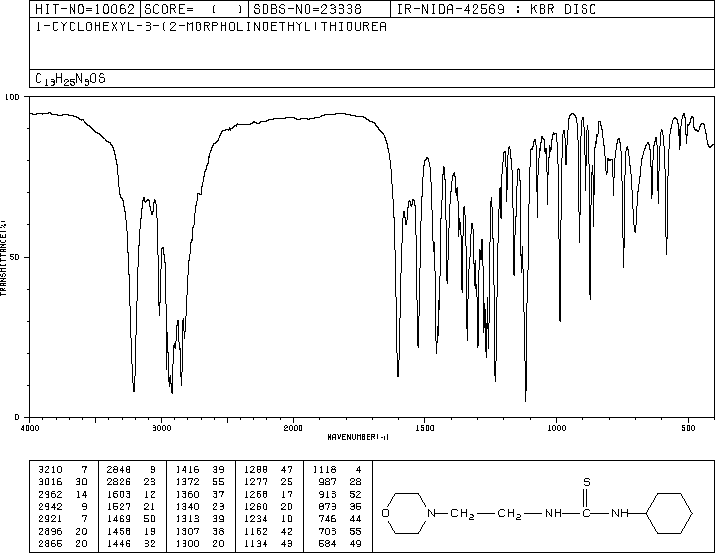 HIT-NO=10062 SCORE= ( ) SDBS-NO=23338 IR-NIDA-42569 : KBR DISC
1-CYCLOHEXYL-3-(2-MORPHOLINOETHYL)THIOUREA
C13H25N3OS
100
50
0
TRANSMITTANCE(%)
4000 3000 2000 1500 1000 500
WAVENUMBER(-1)
3210 7 2848 9 1416 39 1288 47 1118 4
3016 30 2826 23 1372 55 1277 25 987 28
2962 14 1603 12 1360 37 1268 17 913 52
2942 9 1527 21 1340 23 1260 20 873 35
2921 7 1469 50 1313 39 1234 10 746 44
2896 20 1458 19 1307 38 1162 42 703 55
2865 20 1446 32 1300 20 1134 43 584 49
S
O N CH2 CH2 NH NH